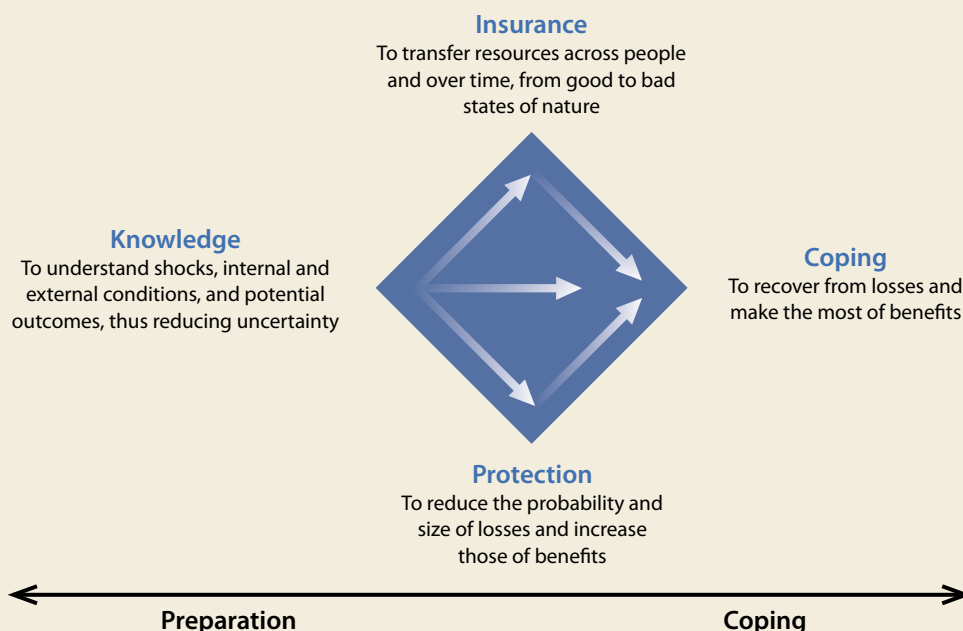 Insurance
To transfer resources across people
and over time, from good to bad
states of nature
Knowledge
To understand shocks, internal and
external conditions, and potential
outcomes, thus reducing uncertainty
Coping
To recover from losses and
make the most of benefits
Protection
To reduce the probability and
size of losses and increase
those of benefits
Preparation
Coping